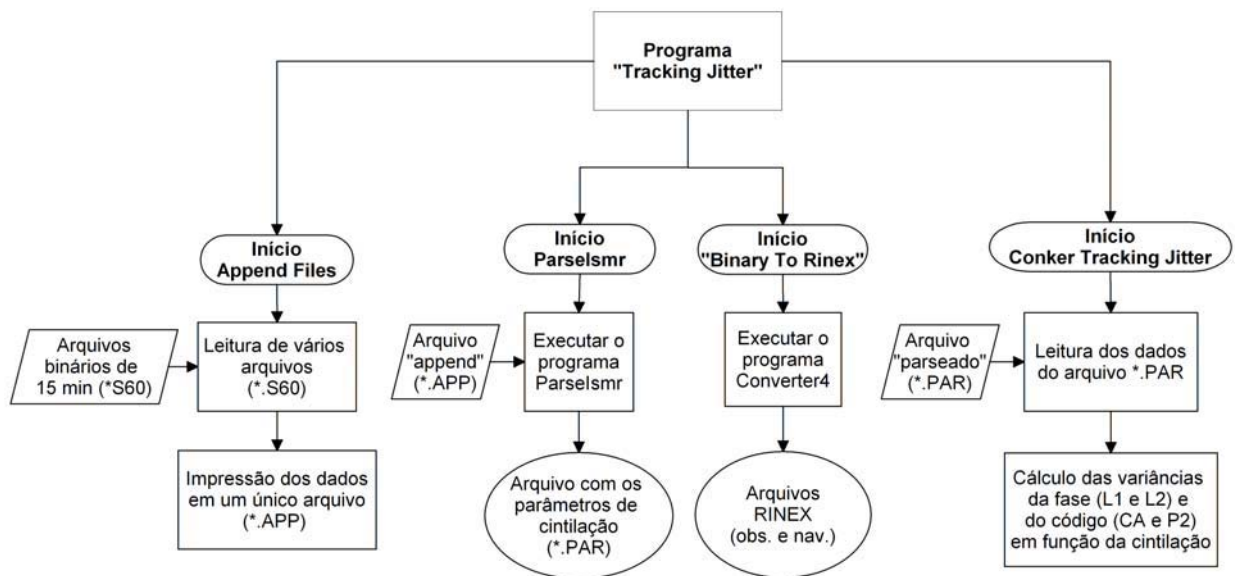 Programa
"Tracking Jitter"
Início
Append Files
Arquivos
binários de
15 min (*S60)
Leitura de vários
arquivos
(*.S60)
Impressão dos dados
em um único arquivo
(*.APP)
Início
Parselsmr
Arquivo
"append"
(*.APP)
Executar o
programa
Parselsmr
Arquivo com os
parâmetros de
cintilação
(*.PAR)
Início
"Binary To Rinex"
Executar o
programa
Converter4
Arquivos
RINEX
(obs. e nav.)
Início
Conker Tracking Jitter
Arquivo
"parseado"
(*.PAR)
Leitura dos dados
do arquivo *.PAR
Cálculo das variâncias
da fase (L1 e L2) e
do código (CA e P2)
em função da cintilação